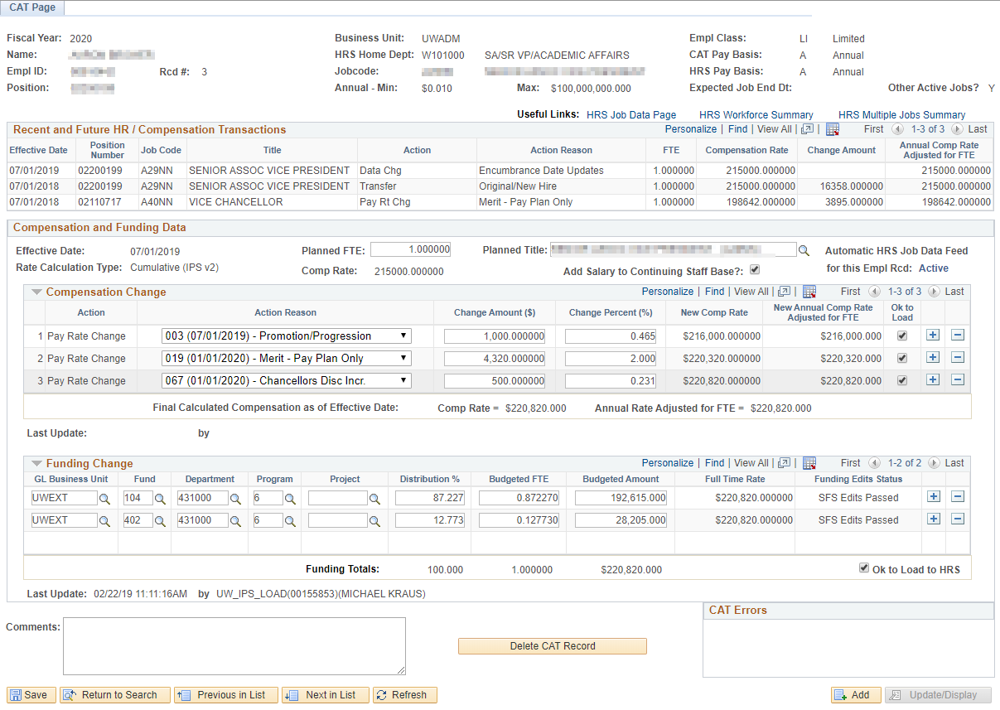 CAT Page
Fiscal Year: 2020 Business Unit: UWADM Empl Class: LI Limited
Name: HRS Home Dept: W101000 SA/SR VP/ACADEMIC AFFAIRS CAT Pay Basis: A Annual
Empl ID: Rcd #: 3 Jobcode: HRS Pay Basis: A Annual
Position: Annual - Min: $0.010 Max: $100,000,000.000 Expected Job End Dt: Other Active Jobs? Y
Useful Links: HRS Job Data Page HRS Workforce Summary HRS Multiple Jobs Summary
Recent and Future HR / Compensation Transactions Personalize | Find | View All | | First 1-3 of 3 Last
Effective Date Position Number Job Code Title Action Action Reason FTE Compensation Rate Change Amount Annual Comp Rate Adjusted for FTE
07/01/2019 02200199 A29NN SENIOR ASSOC VICE PRESIDENT Data Chg Encumbrance Date Updates 1.000000 215000.000000 215000.000000
07/01/2018 02200199 A29NN SENIOR ASSOC VICE PRESIDENT Transfer Original/New Hire 1.000000 215000.000000 16358.000000 215000.000000
07/01/2018 02110717 A40NN VICE CHANCELLOR Pay Rt Chg Merit - Pay Plan Only 1.000000 198642.000000 3895.000000 198642.000000
Compensation and Funding Data
Effective Date: 07/01/2019 Planned FTE: 1.000000 Planned Title: Automatic HRS Job Data Feed
Rate Calculation Type: Cumulative (IPS v2) Comp Rate: 215000.000000 Add Salary to Continuing Staff Base?: for this Empl Rcd: Active
Compensation Change Personalize | Find | View All | | First 1-3 of 3 Last
Action Action Reason Change Amount ($) Change Percent (%) New Comp Rate New Annual Comp Rate Adjusted for FTE Ok to Load
1 Pay Rate Change 003 (07/01/2019) - Promotion/Progression 1,000.000000 0.465 $216,000.000000 $216,000.000
2 Pay Rate Change 019 (01/01/2020) - Merit - Pay Plan Only 4,320.000000 2.000 $220,320.000000 $220,320.000
3 Pay Rate Change 067 (01/01/2020) - Chancellors Disc Incr. 500.000000 0.231 $220,820.000000 $220,820.000
Final Calculated Compensation as of Effective Date: Comp Rate = $220,820.000 Annual Rate Adjusted for FTE = $220,820.000
Last Update: by
Funding Change Personalize | Find | View All | | First 1-2 of 2 Last
GL Business Unit Fund Department Program Project Distribution % Budgeted FTE Budgeted Amount Full Time Rate Funding Edits Status
UWEXT 104 431000 6 87.227 0.872270 192,615.000 $220,820.000000 SFS Edits Passed
UWEXT 402 431000 6 12.773 0.127730 28,205.000 $220,820.000000 SFS Edits Passed
Funding Totals: 100.000 1.000000 $220,820.000 Ok to Load to HRS
Last Update: 02/22/19 11:11:16AM by UW_IPS_LOAD(00155853)(MICHAEL KRAUS)
CAT Errors
Comments:
Delete CAT Record
Save Return to Search Previous in List Next in List Refresh Add Update/Display